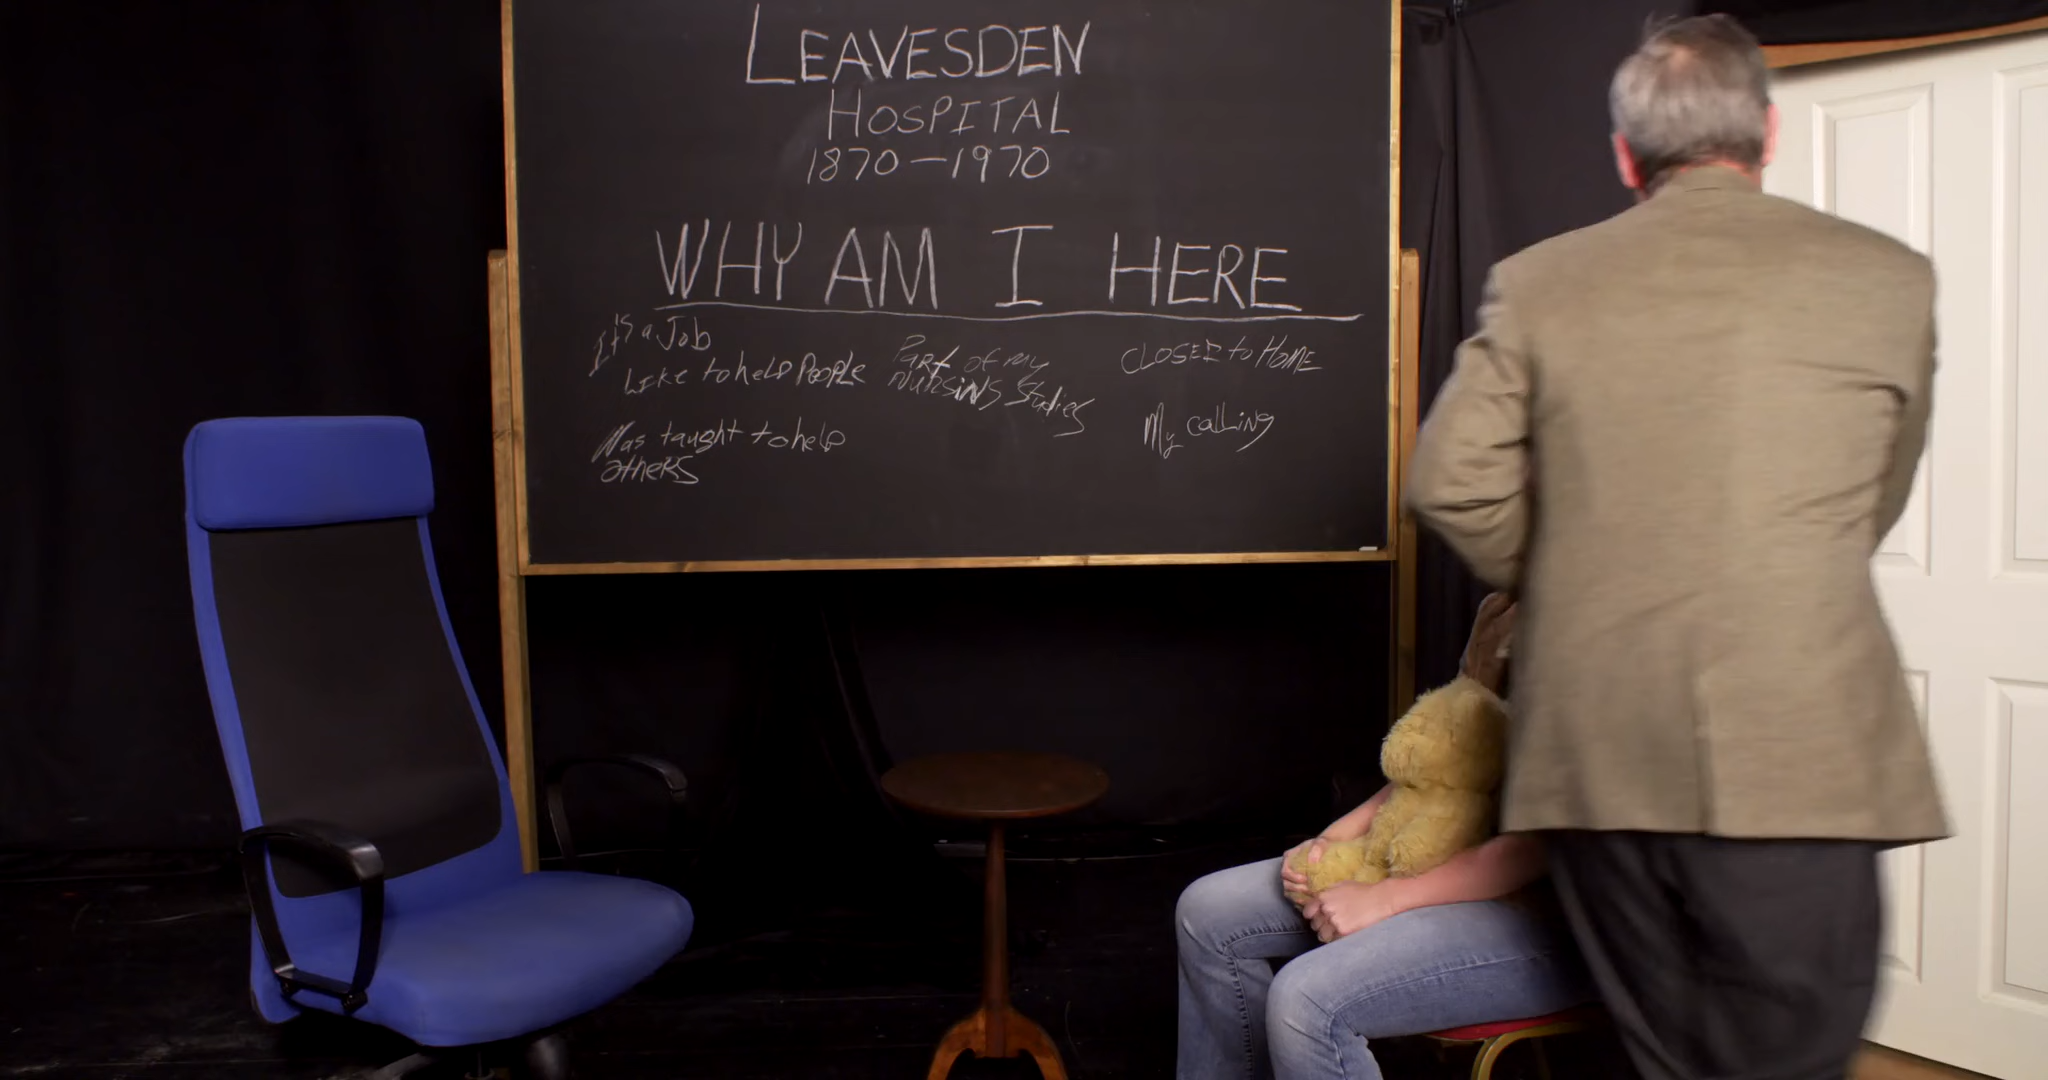 LEAVESDEN
HOSPITAL
1870-1970
WHY AM I HERE
It's a Job
Like to help People
Was taught to help
others
Part of my
Nursing Studies
CLOSER to HOME
My calling